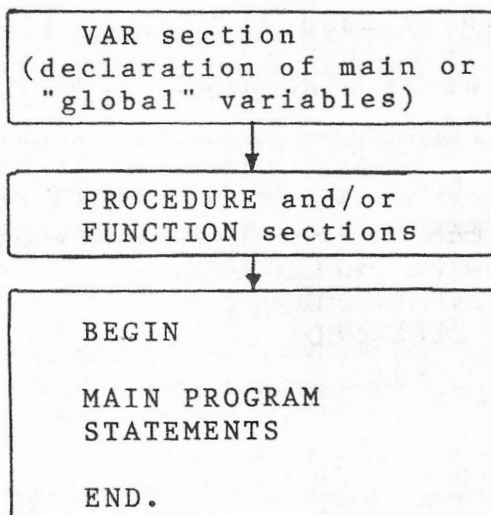 VAR section
(declaration of main or
"global" variables)
PROCEDURE and/or
FUNCTION sections
BEGIN
MAIN PROGRAM
STATEMENTS
END.